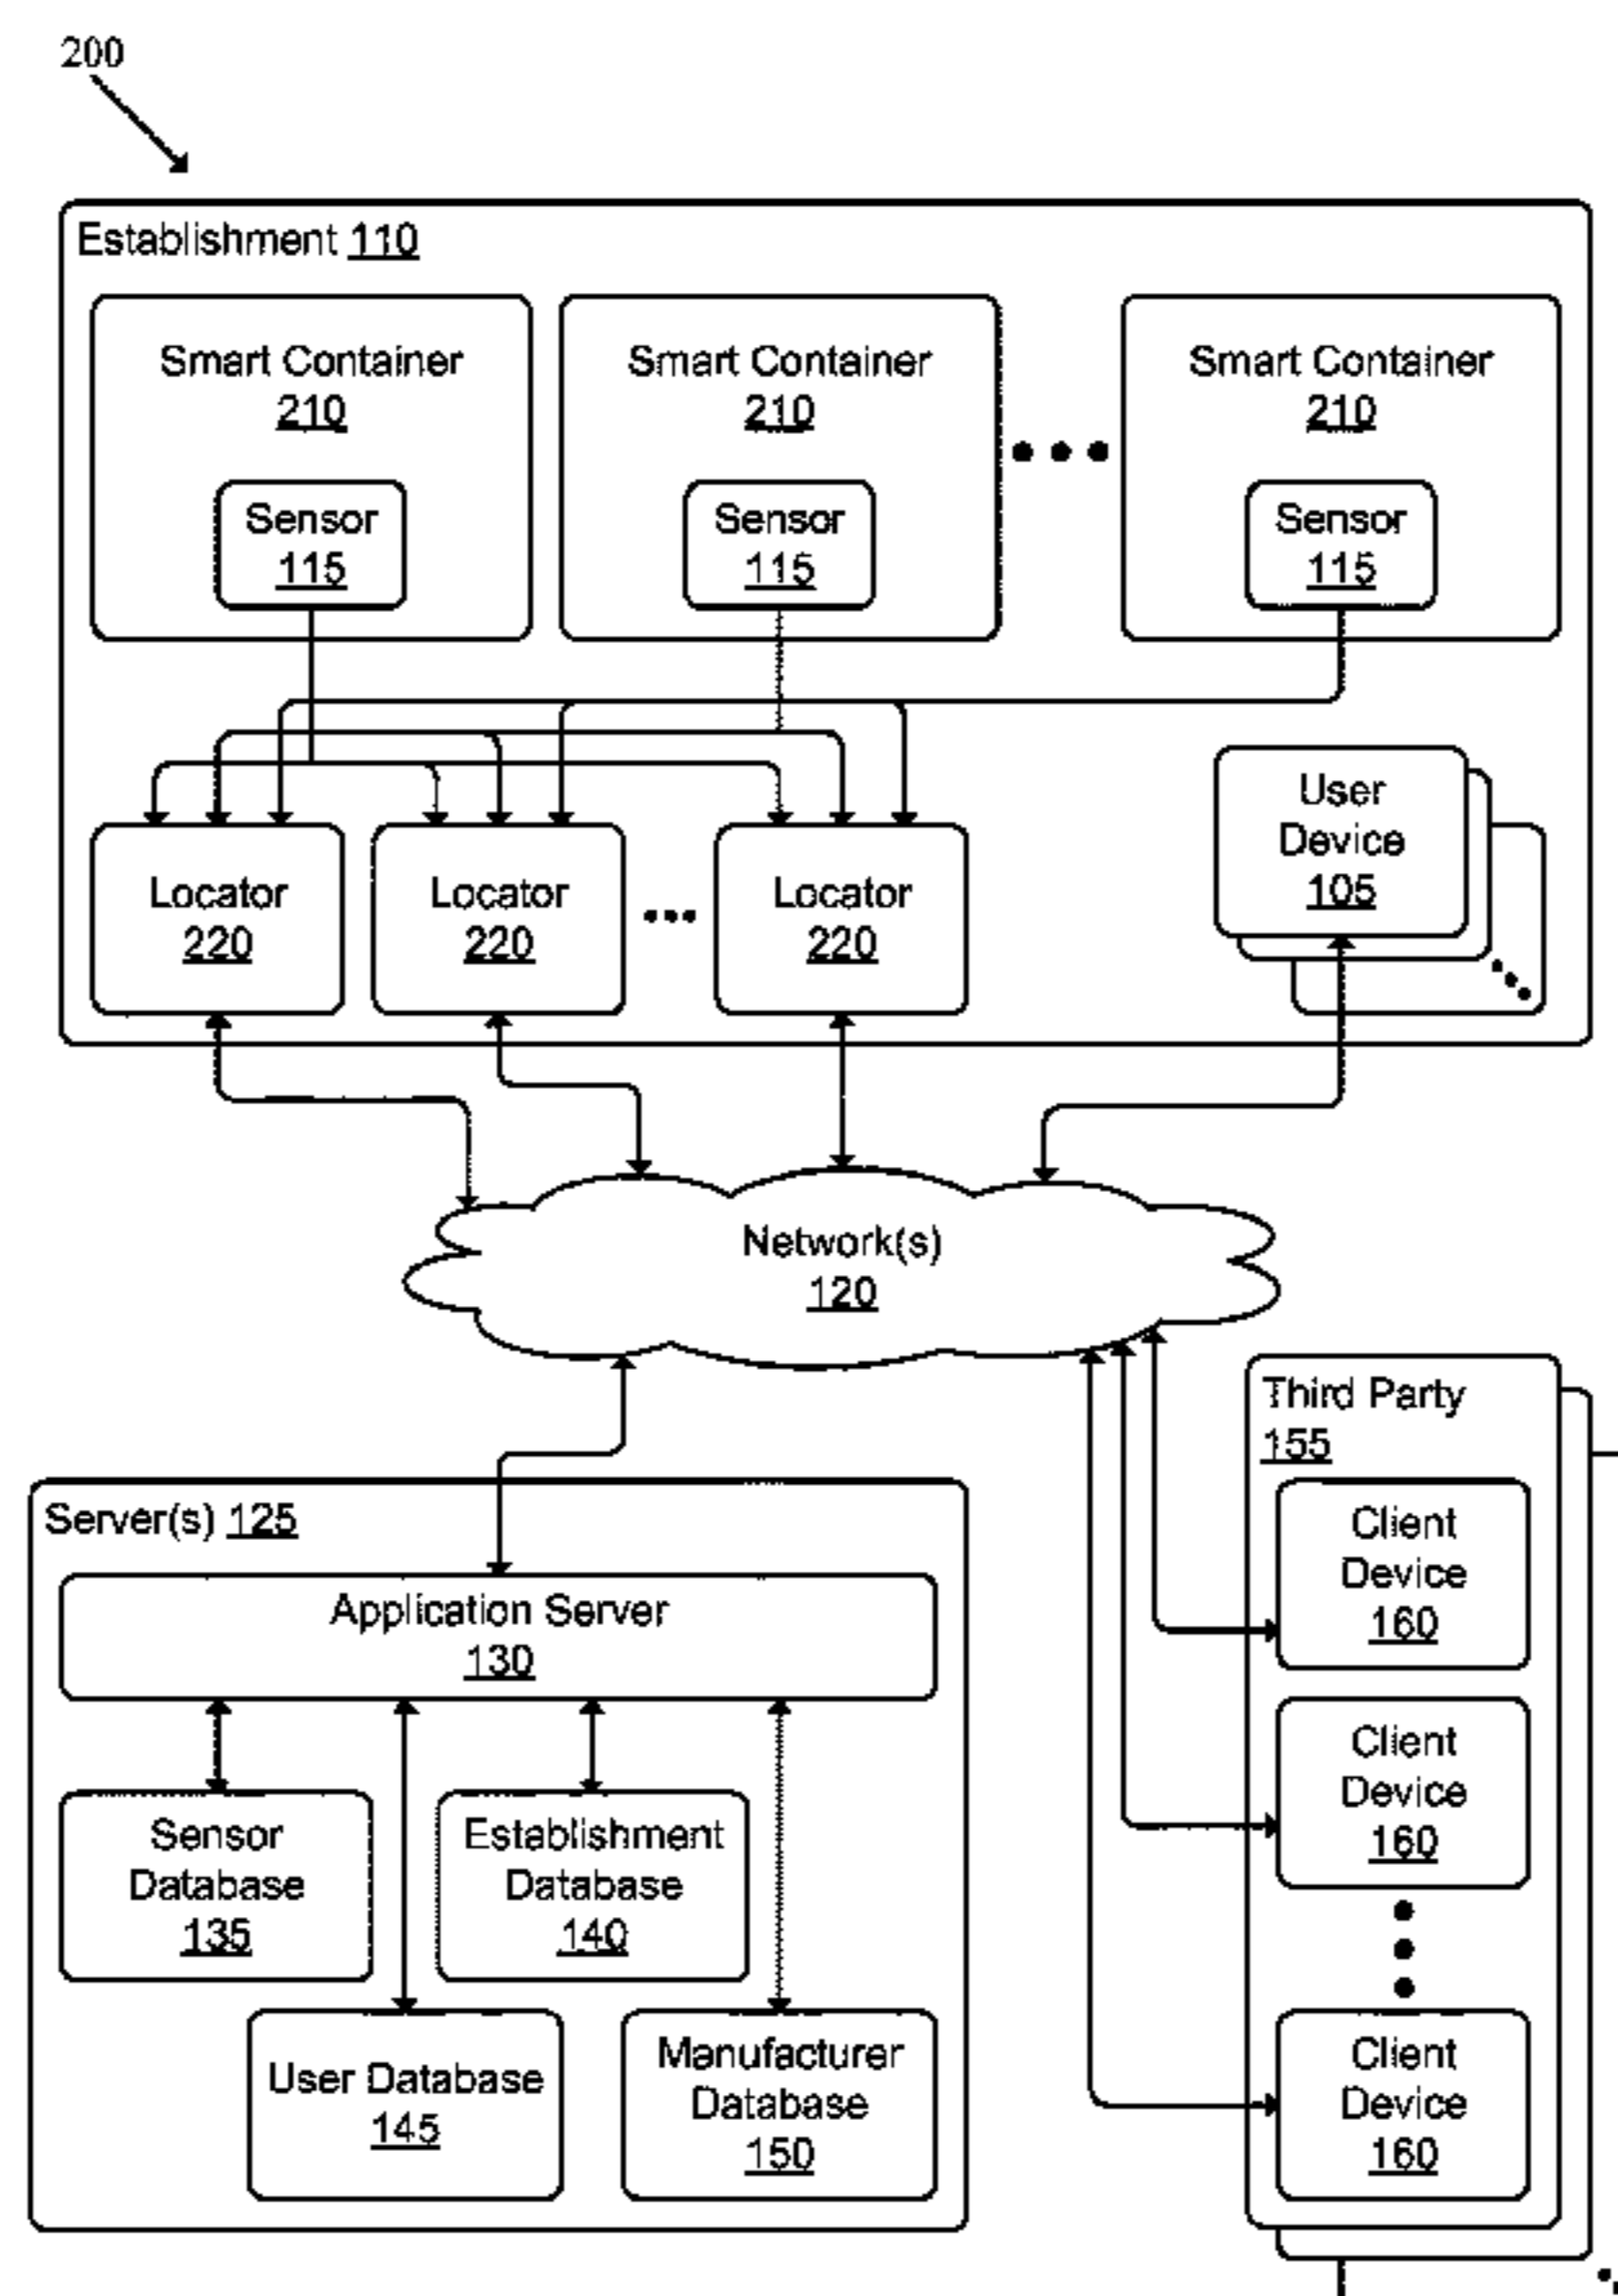 200
Establishment 110
Smart Container
210
Sensor
115
Smart Container
210
Sensor
115
Smart Container
210
Sensor
115
Locator
220
Locator
220
Locator
220
User
Device
105
Network(s)
120
Server(s) 125
Application Server
130
Sensor
Database
135
Establishment
Database
140
User Database
145
Manufacturer
Database
150
Third Party
155
Client
Device
160
Client
Device
160
Client
Device
160